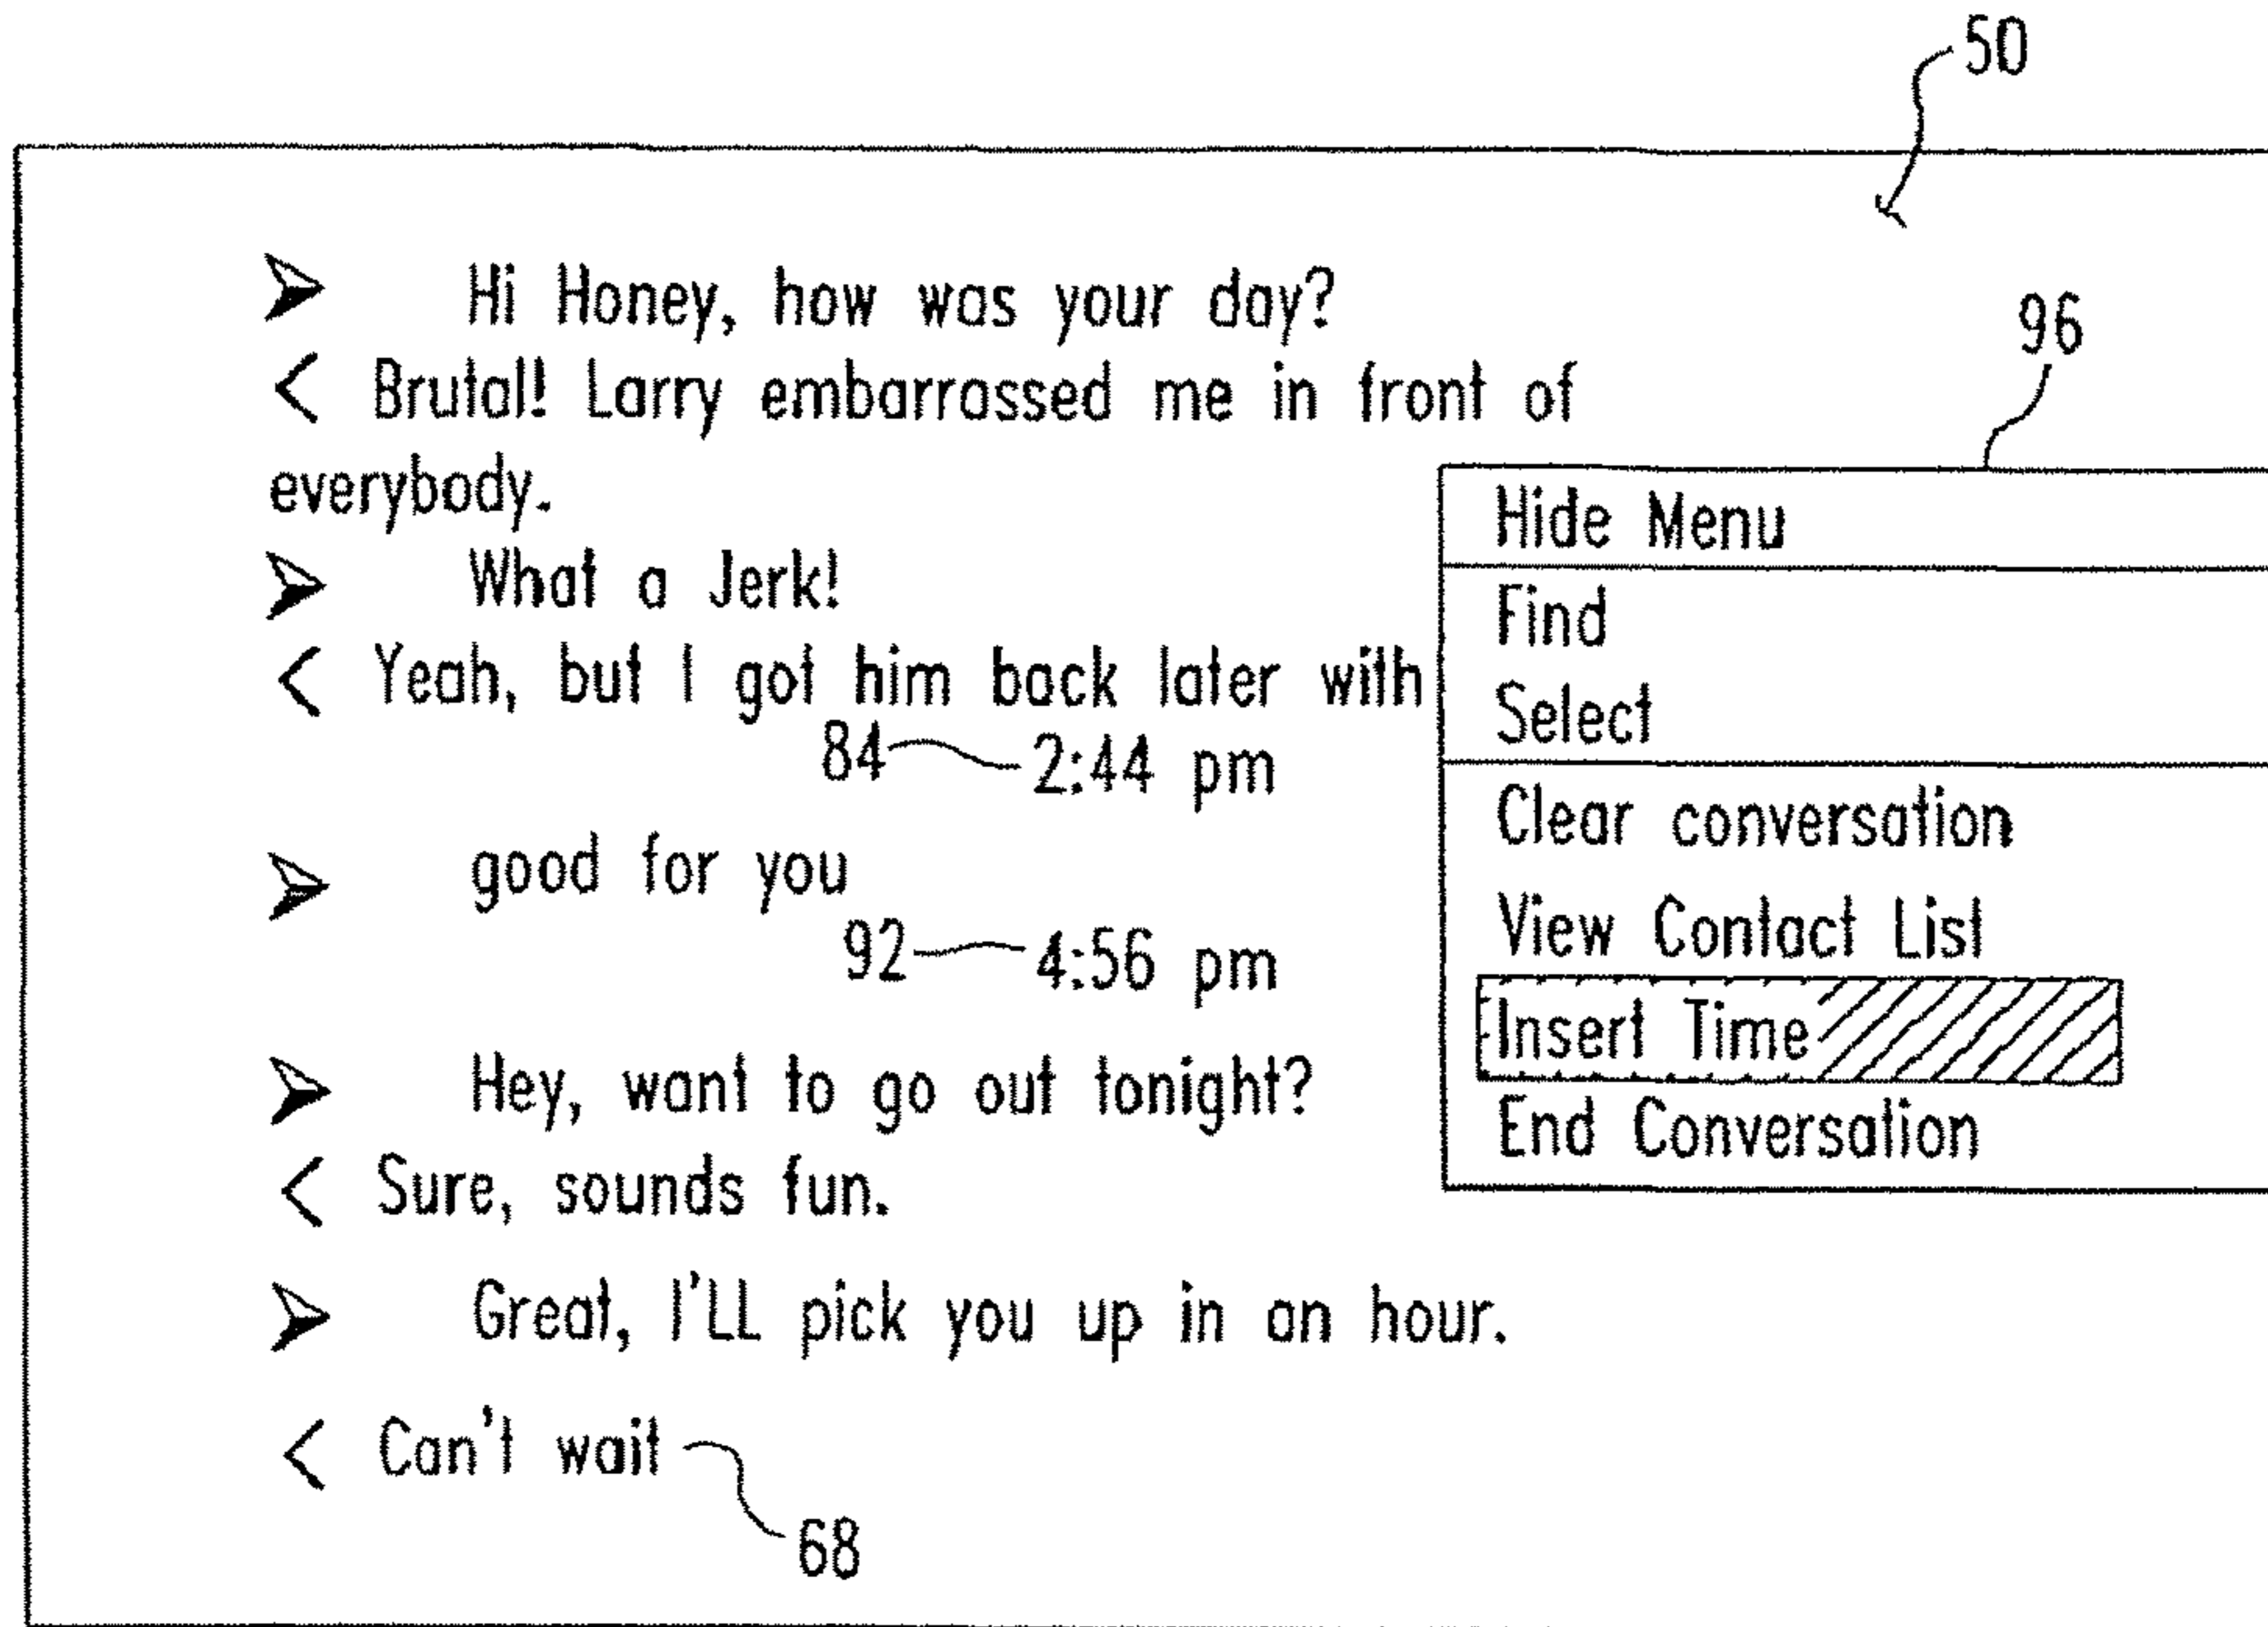 50
➢ Hi Honey, how was your day?
96
< Brutal! Larry embarrassed me in front of
everybody.
➢ What a Jerk!
< Yeah, but I got him back later with
84 2:44 pm
➢ good for you
92 4:56 pm
➢ Hey, want to go out tonight?
< Sure, sounds fun.
➢ Great, I'LL pick you up in an hour.
< Can't wait
68
Hide Menu
Find
Select
Clear conversation
View Contact List
Insert Time
End Conversation